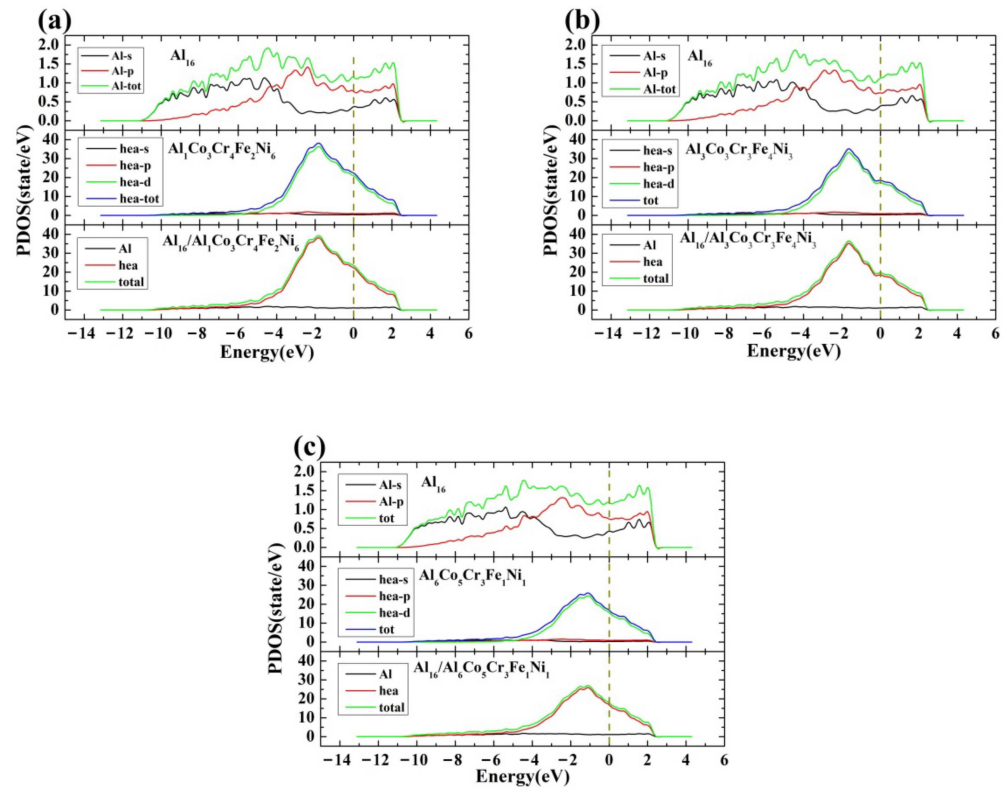 (a)
PDOS(state/eV)
2.0
1.5
1.0
0.5
0.0
Al-s
Al-p
Al-tot
Al16
40
30
20
10
0
hea-s
hea-p
hea-d
hea-tot
Al1Co3Cr4Fe2Ni6
40
30
20
10
0
Al
hea
total
Al16/Al1Co3Cr4Fe2Ni6
−14 −12 −10 −8 −6 −4 −2 0 2 4 6
Energy(eV)
(b)
PDOS(state/eV)
2.0
1.5
1.0
0.5
0.0
Al-s
Al-p
Al-tot
Al16
40
30
20
10
0
hea-s
hea-p
hea-d
tot
Al3Co3Cr3Fe4Ni3
40
30
20
10
0
Al
hea
total
Al16/Al3Co3Cr3Fe4Ni3
−14 −12 −10 −8 −6 −4 −2 0 2 4 6
Energy(eV)
(c)
PDOS(state/eV)
2.0
1.5
1.0
0.5
0.0
Al-s
Al-p
tot
Al16
40
30
20
10
0
hea-s
hea-p
hea-d
tot
Al6Co5Cr3Fe1Ni1
40
30
20
10
0
Al
hea
total
Al16/Al6Co5Cr3Fe1Ni1
−14 −12 −10 −8 −6 −4 −2 0 2 4 6
Energy(eV)